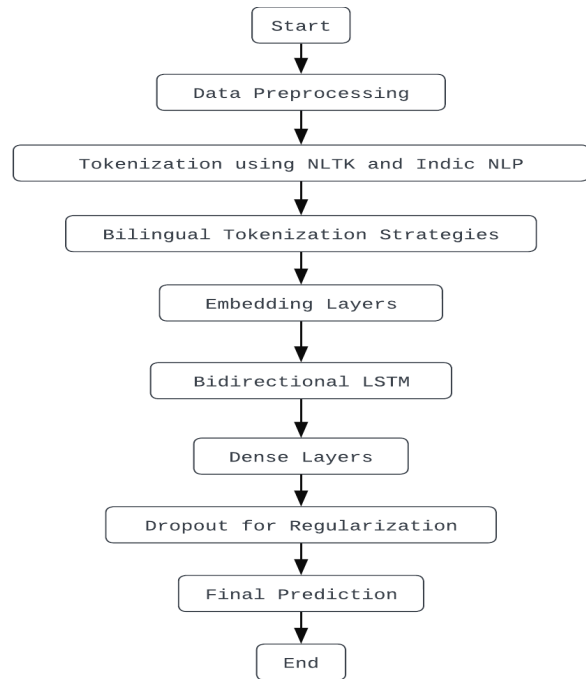 Start
Data Preprocessing
Tokenization using NLTK and Indic NLP
Bilingual Tokenization Strategies
Embedding Layers
Bidirectional LSTM
Dense Layers
Dropout for Regularization
Final Prediction
End